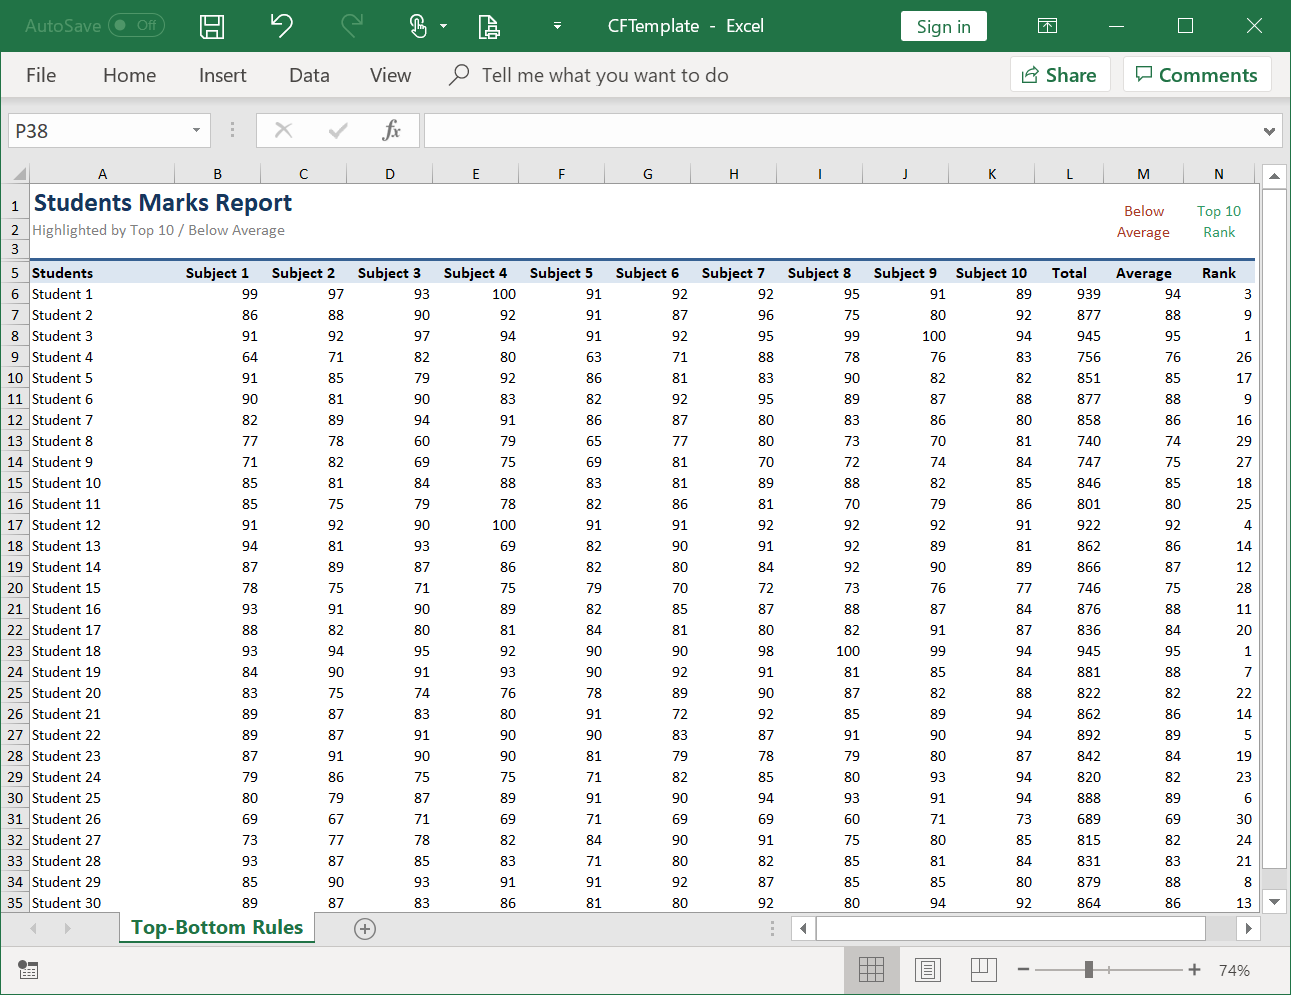 AutoSave Off CFTemplate - Excel Sign in
File Home Insert Data View Tell me what you want to do Share Comments
P38 fx
A B C D E F G H I J K L M N
1 Students Marks Report
Below Top 10
2 Highlighted by Top 10 / Below Average Average Rank
3
5 Students Subject 1 Subject 2 Subject 3 Subject 4 Subject 5 Subject 6 Subject 7 Subject 8 Subject 9 Subject 10 Total Average Rank
6 Student 1 99 97 93 100 91 92 92 95 91 89 939 94 3
7 Student 2 86 88 90 92 91 87 96 75 80 92 877 88 9
8 Student 3 91 92 97 94 91 92 95 99 100 94 945 95 1
9 Student 4 64 71 82 80 63 71 88 78 76 83 756 76 26
10 Student 5 91 85 79 92 86 81 83 90 82 82 851 85 17
11 Student 6 90 81 90 83 82 92 95 89 87 88 877 88 9
12 Student 7 82 89 94 91 86 87 80 83 86 80 858 86 16
13 Student 8 77 78 60 79 65 77 80 73 70 81 740 74 29
14 Student 9 71 82 69 75 69 81 70 72 74 84 747 75 27
15 Student 10 85 81 84 88 83 81 89 88 82 85 846 85 18
16 Student 11 85 75 79 78 82 86 81 70 79 86 801 80 25
17 Student 12 91 92 90 100 91 91 92 92 92 91 922 92 4
18 Student 13 94 81 93 69 82 90 91 92 89 81 862 86 14
19 Student 14 87 89 87 86 82 80 84 92 90 89 866 87 12
20 Student 15 78 75 71 75 79 70 72 73 76 77 746 75 28
21 Student 16 93 91 90 89 82 85 87 88 87 84 876 88 11
22 Student 17 88 82 80 81 84 81 80 82 91 87 836 84 20
23 Student 18 93 94 95 92 90 90 98 100 99 94 945 95 1
24 Student 19 84 90 91 93 90 92 91 81 85 84 881 88 7
25 Student 20 83 75 74 76 78 89 90 87 82 88 822 82 22
26 Student 21 89 87 83 80 91 72 92 85 89 94 862 86 14
27 Student 22 89 87 91 90 90 83 87 91 90 94 892 89 5
28 Student 23 87 91 90 90 81 79 78 79 80 87 842 84 19
29 Student 24 79 86 75 75 71 82 85 80 93 94 820 82 23
30 Student 25 80 79 87 89 91 90 94 93 91 94 888 89 6
31 Student 26 69 67 71 69 71 69 69 60 71 73 689 69 30
32 Student 27 73 77 78 82 84 90 91 75 80 85 815 82 24
33 Student 28 93 87 85 83 71 80 82 85 81 84 831 83 21
34 Student 29 85 90 93 91 91 92 87 85 85 80 879 88 8
35 Student 30 89 87 83 86 81 80 92 80 94 92 864 86 13
Top-Bottom Rules
74%